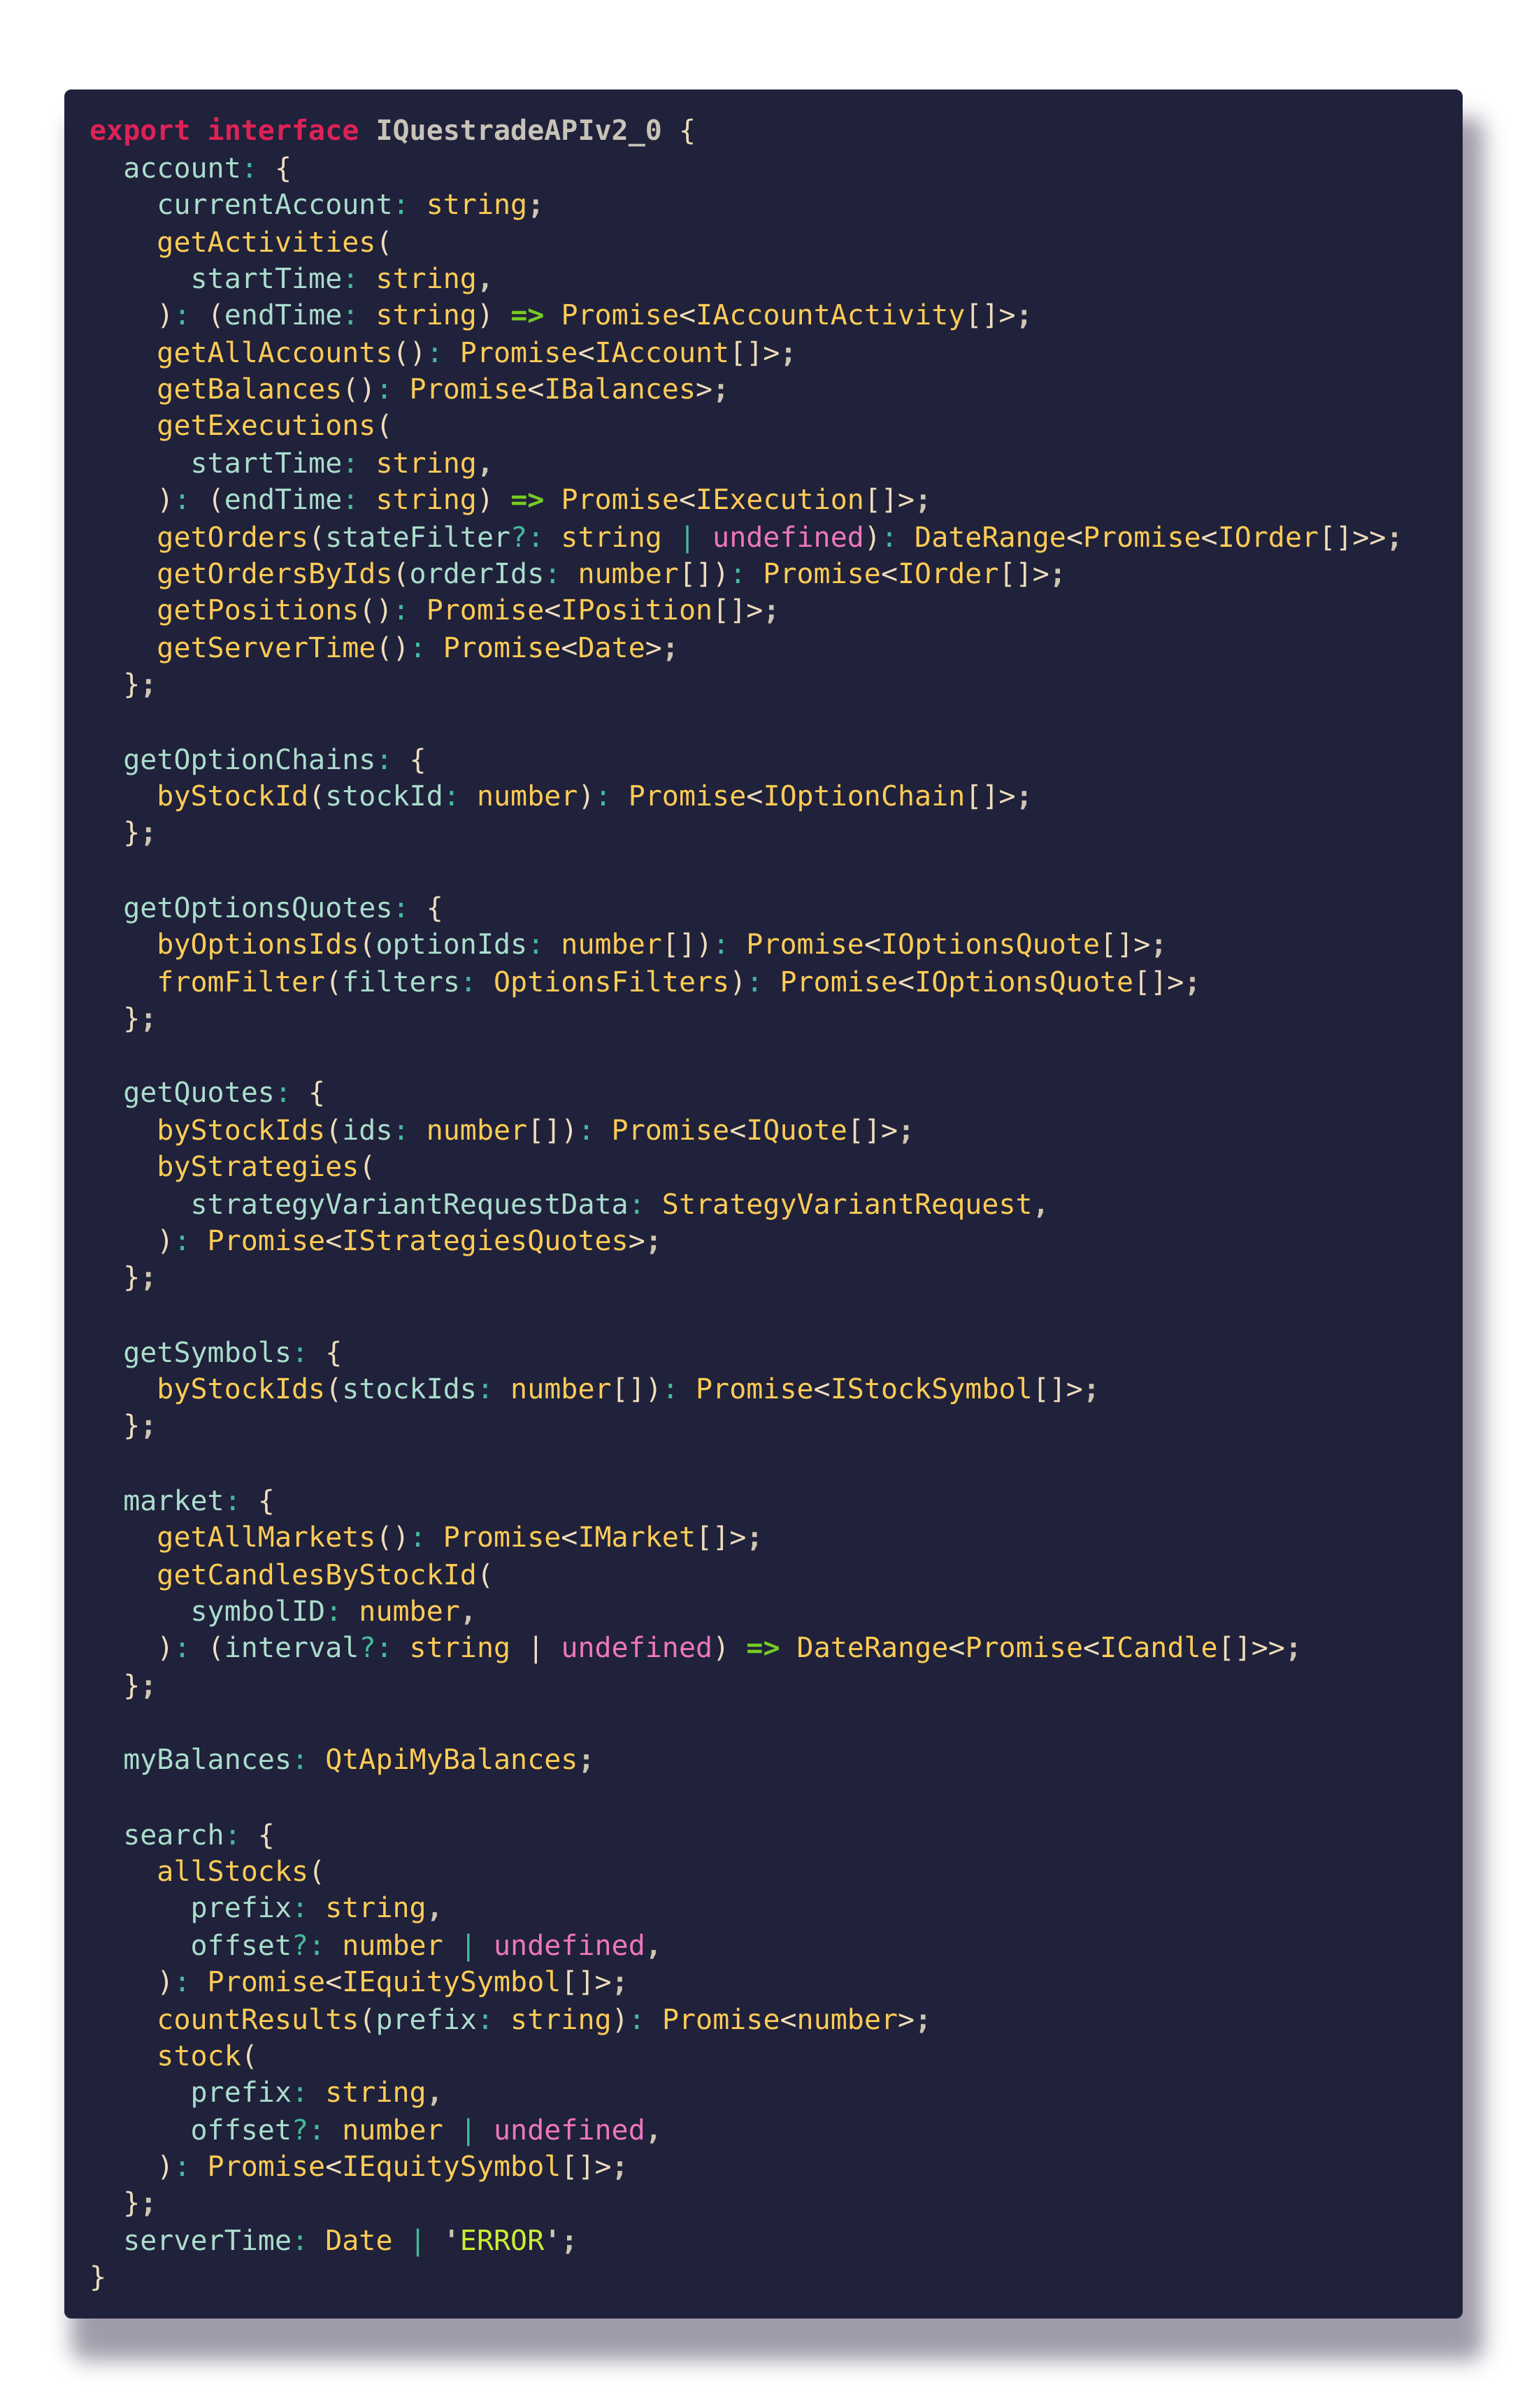 export interface IQuestradeAPIv2_0 {
  account: {
    currentAccount: string;
    getActivities(
      startTime: string,
    ): (endTime: string) => Promise<IAccountActivity[]>;
    getAllAccounts(): Promise<IAccount[]>;
    getBalances(): Promise<IBalances>;
    getExecutions(
      startTime: string,
    ): (endTime: string) => Promise<IExecution[]>;
    getOrders(stateFilter?: string | undefined): DateRange<Promise<IOrder[]>>;
    getOrdersByIds(orderIds: number[]): Promise<IOrder[]>;
    getPositions(): Promise<IPosition[]>;
    getServerTime(): Promise<Date>;
  };

  getOptionChains: {
    byStockId(stockId: number): Promise<IOptionChain[]>;
  };

  getOptionsQuotes: {
    byOptionsIds(optionIds: number[]): Promise<IOptionsQuote[]>;
    fromFilter(filters: OptionsFilters): Promise<IOptionsQuote[]>;
  };

  getQuotes: {
    byStockIds(ids: number[]): Promise<IQuote[]>;
    byStrategies(
      strategyVariantRequestData: StrategyVariantRequest,
    ): Promise<IStrategiesQuotes>;
  };

  getSymbols: {
    byStockIds(stockIds: number[]): Promise<IStockSymbol[]>;
  };

  market: {
    getAllMarkets(): Promise<IMarket[]>;
    getCandlesByStockId(
      symbolID: number,
    ): (interval?: string | undefined) => DateRange<Promise<ICandle[]>>;
  };

  myBalances: QtApiMyBalances;

  search: {
    allStocks(
      prefix: string,
      offset?: number | undefined,
    ): Promise<IEquitySymbol[]>;
    countResults(prefix: string): Promise<number>;
    stock(
      prefix: string,
      offset?: number | undefined,
    ): Promise<IEquitySymbol[]>;
  };
  serverTime: Date | 'ERROR';
}